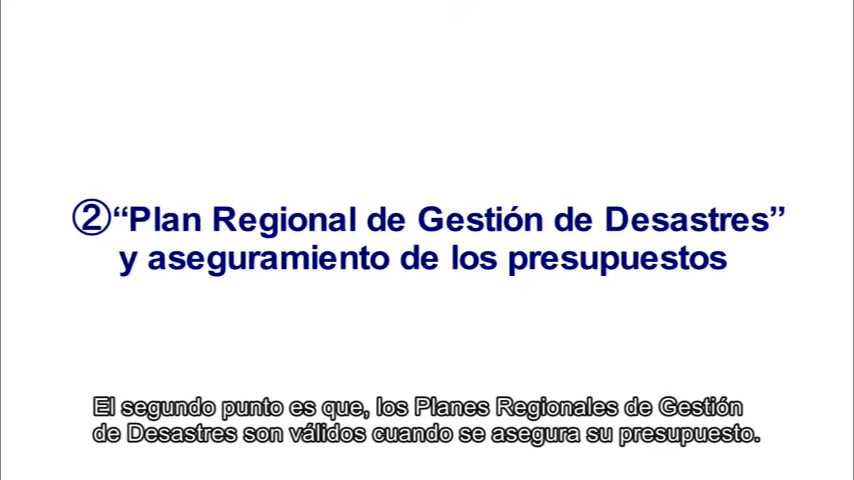 ②“Plan Regional de Gestión de Desastres”
y aseguramiento de los presupuestos
El segundo punto es que, los Planes Regionales de Gestión
de Desastres son válidos cuando se asegura su presupuesto.